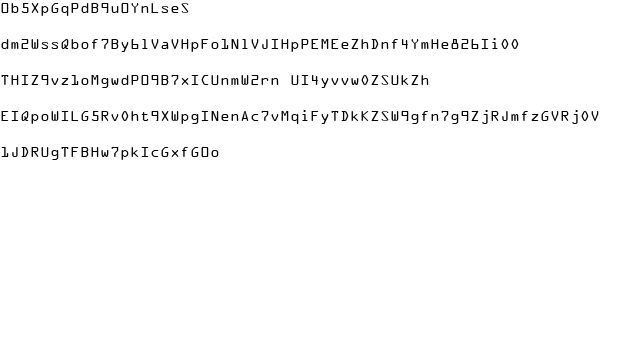 Ob5XpGqPdB9uOYnLseS
dm2WssQbof7By61VaVHpFo1N1VJIHpPEMEeZhDnf4YmHe826Ii00
THIZ9vz1oMgwdPO9B7xICUnmW2rn UI4yvvw0ZSUkZh
EIQpoWILG5Rv0ht9XWpgINenAc7vMqiFyTDkKZSW9gfn7g9ZjRJmfzGVRj0V
1JDRUgTFBHw7pkIcGxfGOo